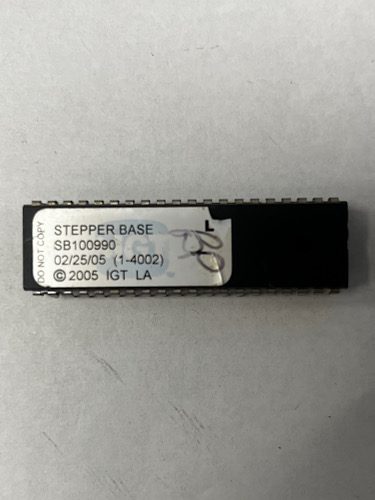 DO NOT COPY
STEPPER BASE
SB100990
02/25/05 (1-4002)
© 2005 IGT LA
L